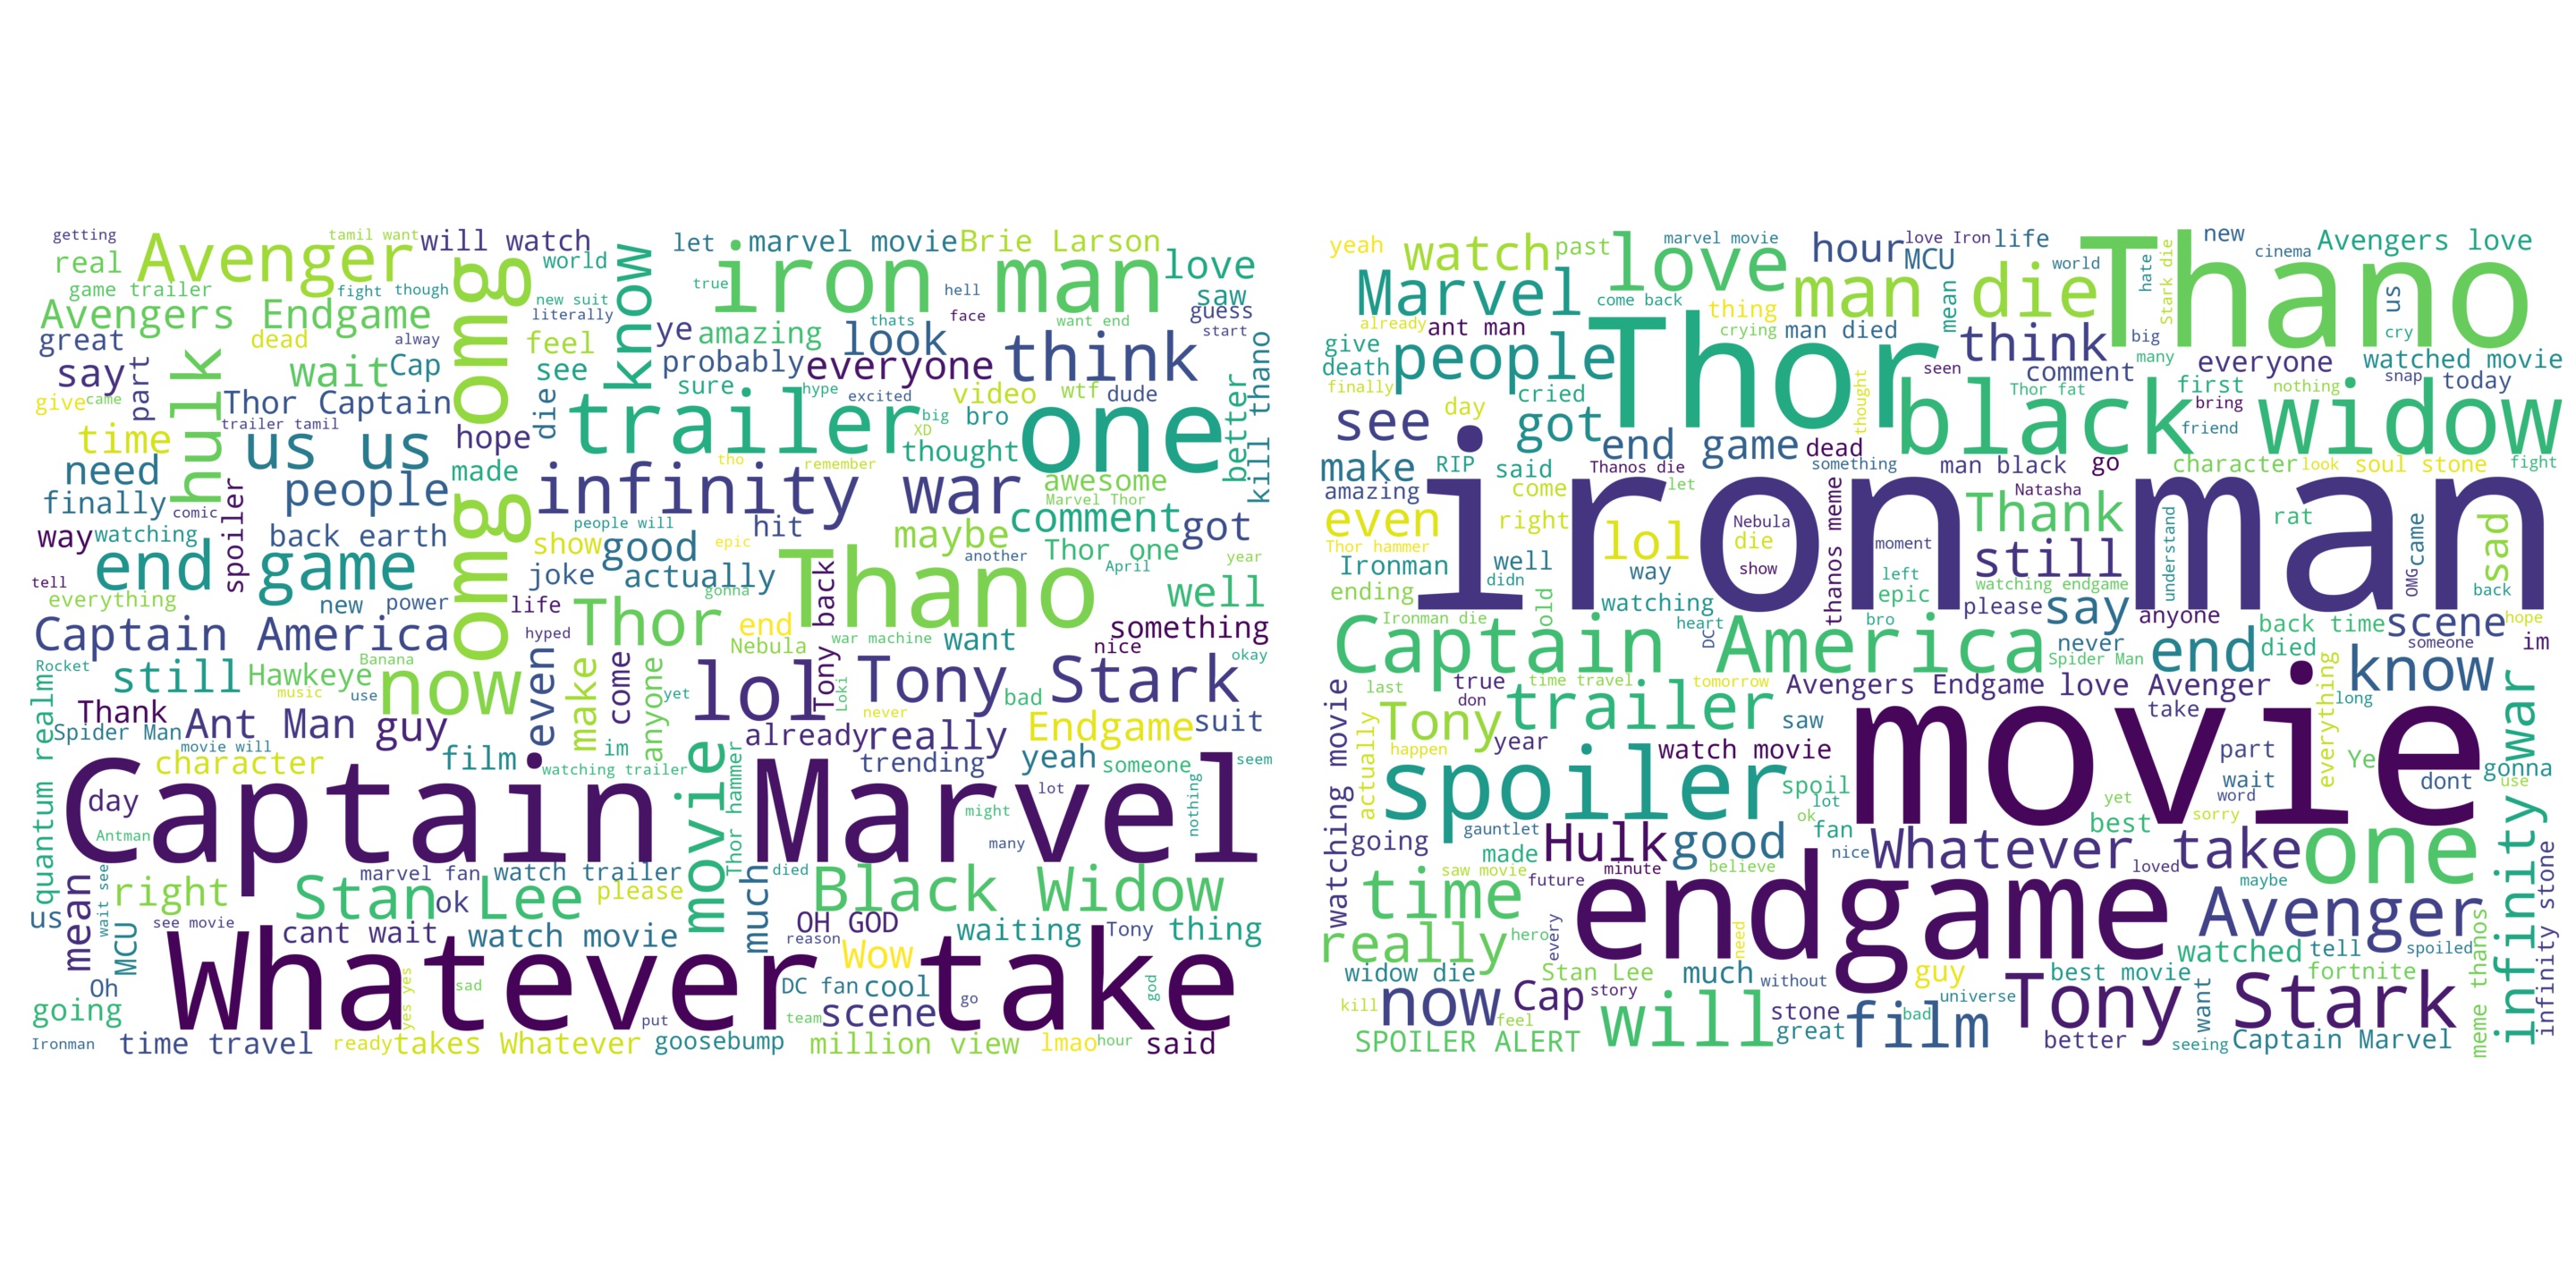 getting
tamil want
will watch
let
marvel movie
Brie Larson
real
Avenger
world
know
iron man
love
game trailer
fight
though
omg omg
new suit
true
hell
saw
Avengers Endgame
literally
thats
face
want end
guess
great
dead
alway
feel
ye
amazing
look
start
say
part
wait
Cap
see
probably
everyone
think
kill thano
give
came
hulk
Thor Captain
die
sure
hype
excited
video
wtf
dude
better
trailer tamil
trailer
big
bro
one
time
us us
hope
XD
thought
need
made
tho
remember
finally
comic
spoiler
people
infinity war
awesome
Marvel Thor
way
watching
back earth
people will
hit
maybe
comment
got
end game
show
good
epic
another
Thor one
year
tell
joke
actually
Thano
April
everything
new
power
life
gonna
well
Captain America
hyped
Thor
end
Tony back
war machine
want
something
Rocket
Banana
Nebula
nice
okay
still
Hawkeye
now
even
make
come
anyone
yet
lol
Loki
Tony Stark
bad
quantum realm
music
use
never
Thank
Ant Man
guy
Endgame
suit
Spider Man
movie will
film
im
already
really
character
watching trailer
movie
Thor hammer
trending
yeah
someone
seem
Captain Marvel
day
lot
might
nothing
Antman
many
mean
wait see
marvel fan
watch trailer
died
right
Stan Lee
ok
please
much
Black Widow
us
MCU
see movie
cant wait
watch movie
OH GOD
reason
waiting
Tony
thing
Wow
Whatever take
Oh
yes yes
sad
DC fan
cool
go
god
going
put
team
scene
Ironman
time travel
ready
takes Whatever
goosebump
million view
lmao
hour
said
yeah
watch
past
love
marvel movie
hour
love Iron
life
MCU
Thano
Stark die
new
cinema
Avengers love
Marvel
come back
thing
man die
mean
world
hate
us
already
ant man
crying
man died
think
big
cry
give
people
Thor
many
everyone
watched movie
death
seen
comment
snap
today
finally
cried
thought
black widow
Thor fat
first
nothing
see
day
got
bring
friend
end game
dead
make
RIP
said
Thanos die
something
man black
go
character
look
soul stone
fight
amazing
come
iron man
let
thanos meme
Natasha
even
right
lol
Nebula
Thank
understand
rat
came
sad
Thor hammer
die
moment
still
Ironman
well
way
show
left
OMG
didn
watching endgame
back
ending
old
watching
epic
please
say
anyone
Ironman die
heart
bro
back time
scene
hope
Captain America
DC
never
end
died
someone
im
Spider Man
watching movie
last
true
time travel
tomorrow
Avengers Endgame
love Avenger
everything
know
don
Tony
trailer
saw
take
long
infinity war
actually
happen
year
watch movie
movie
part
Ye
gonna
spoiler
spoil
wait
dont
use
lot
yet
word
ok
sorry
going
gauntlet
Hulk
good
fan
best
made
nice
Whatever take
loved
one
infinity stone
time
saw movie
minute
believe
maybe
future
endgame
Avenger
really
hero
every
need
watched
tell
spoiled
meme thanos
widow die
Stan Lee
much
without
guy
best movie
fortnite
kill
now
Cap
story
universe
Tony Stark
want
feel
will
stone
film
bad
SPOILER ALERT
great
better
seeing
Captain Marvel